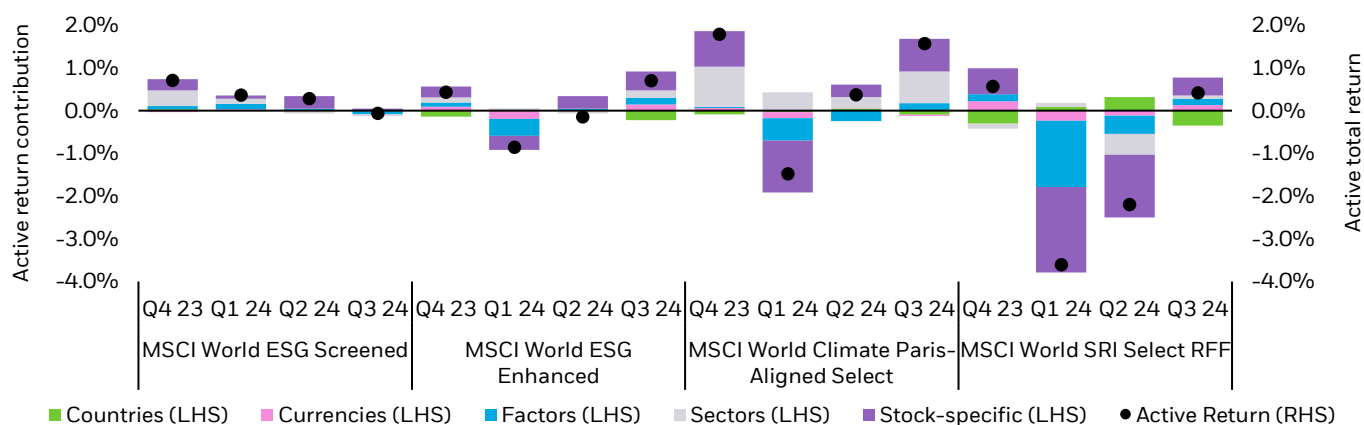 Active return contribution
2.0%
1.0%
0.0%
-1.0%
-2.0%
-3.0%
-4.0%
2.0%
1.0%
0.0%
-1.0%
-2.0%
-3.0%
-4.0%
Active total return
Q4 23 Q1 24 Q2 24 Q3 24 Q4 23 Q1 24 Q2 24 Q3 24 Q4 23 Q1 24 Q2 24 Q3 24 Q4 23 Q1 24 Q2 24 Q3 24
MSCI World ESG Screened
MSCI World ESG
Enhanced
MSCI World Climate Paris-
Aligned Select
MSCI World SRI Select RFF
Countries (LHS) Currencies (LHS) Factors (LHS) Sectors (LHS) Stock-specific (LHS) Active Return (RHS)